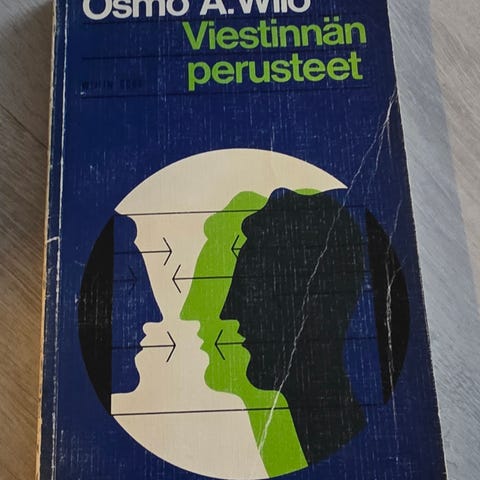 Osmo A. Wiio
Viestinnän
perusteet